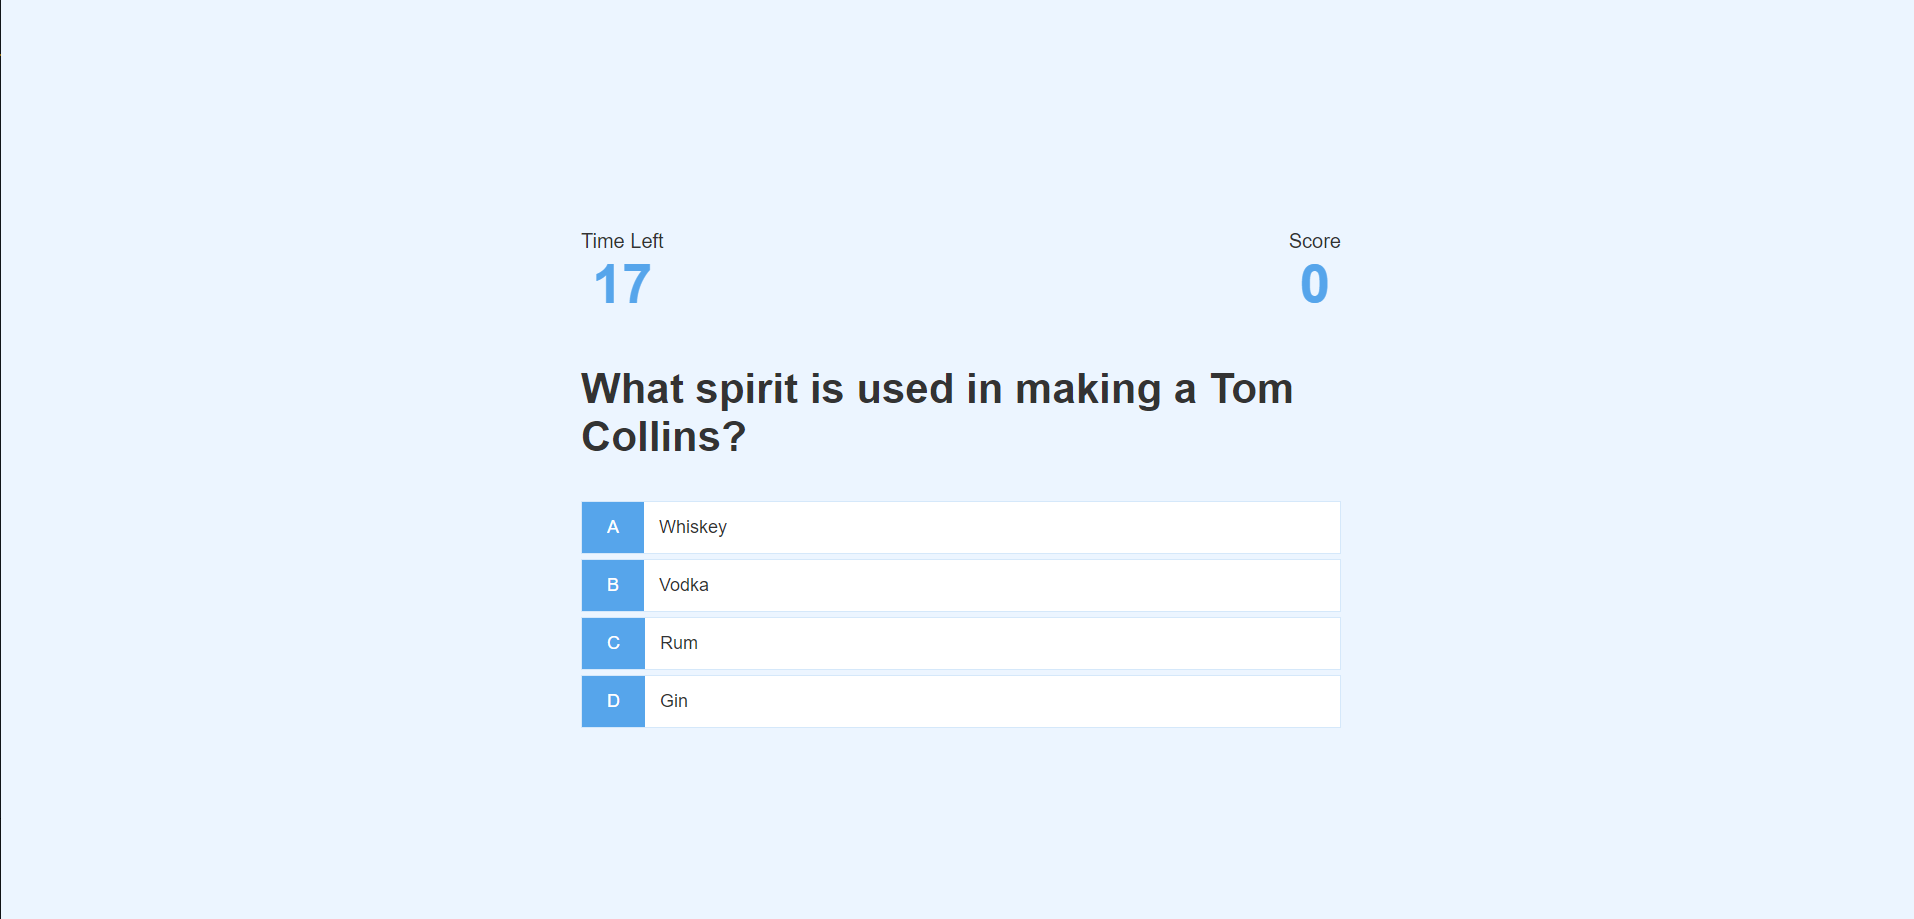 Time Left
17
Score
0
What spirit is used in making a Tom
Collins?
A Whiskey
B Vodka
C Rum
D Gin